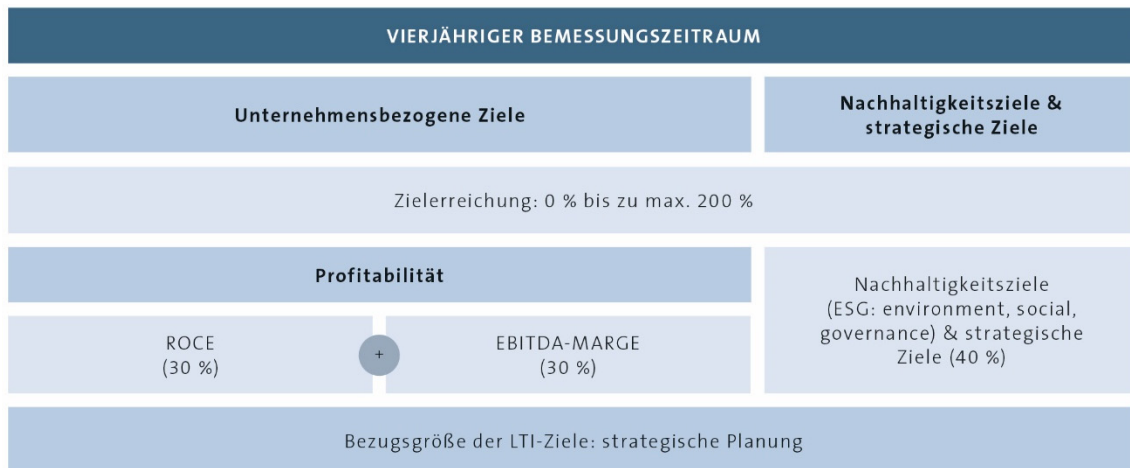 VIERJÄHRIGER BEMESSUNGSZEITRAUM
Unternehmensbezogene Ziele
Nachhaltigkeitsziele &
strategische Ziele
Zielerreichung: 0 % bis zu max. 200 %
Profitabilität
ROCE
(30 %)
+
EBITDA-MARGE
(30 %)
Nachhaltigkeitsziele
(ESG: environment, social,
governance) & strategische
Ziele (40 %)
Bezugsgröße der LTI-Ziele: strategische Planung